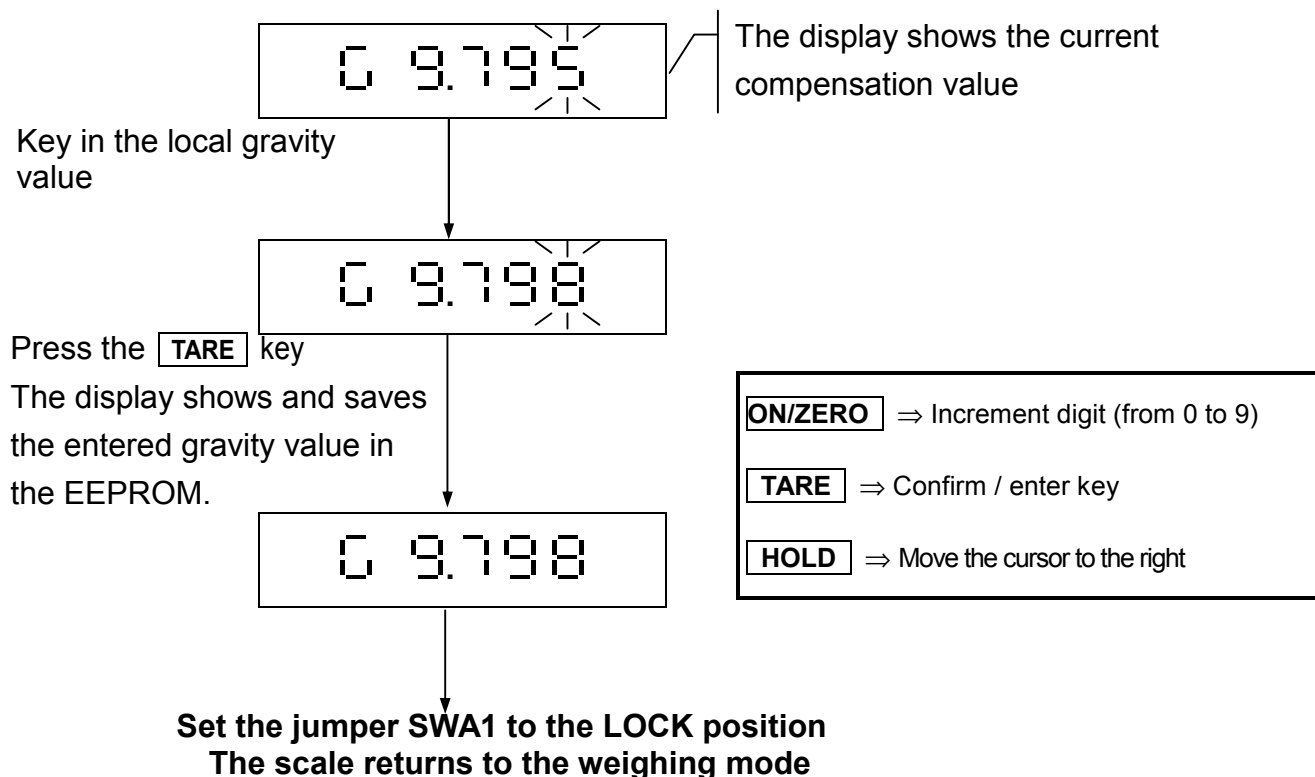 G 9.795
The display shows the current
compensation value
Key in the local gravity
value
G 9.798
Press the TARE key
The display shows and saves
the entered gravity value in
the EEPROM.
G 9.798
ON/ZERO ⇒ Increment digit (from 0 to 9)
TARE ⇒ Confirm / enter key
HOLD ⇒ Move the cursor to the right
Set the jumper SWA1 to the LOCK position
The scale returns to the weighing mode